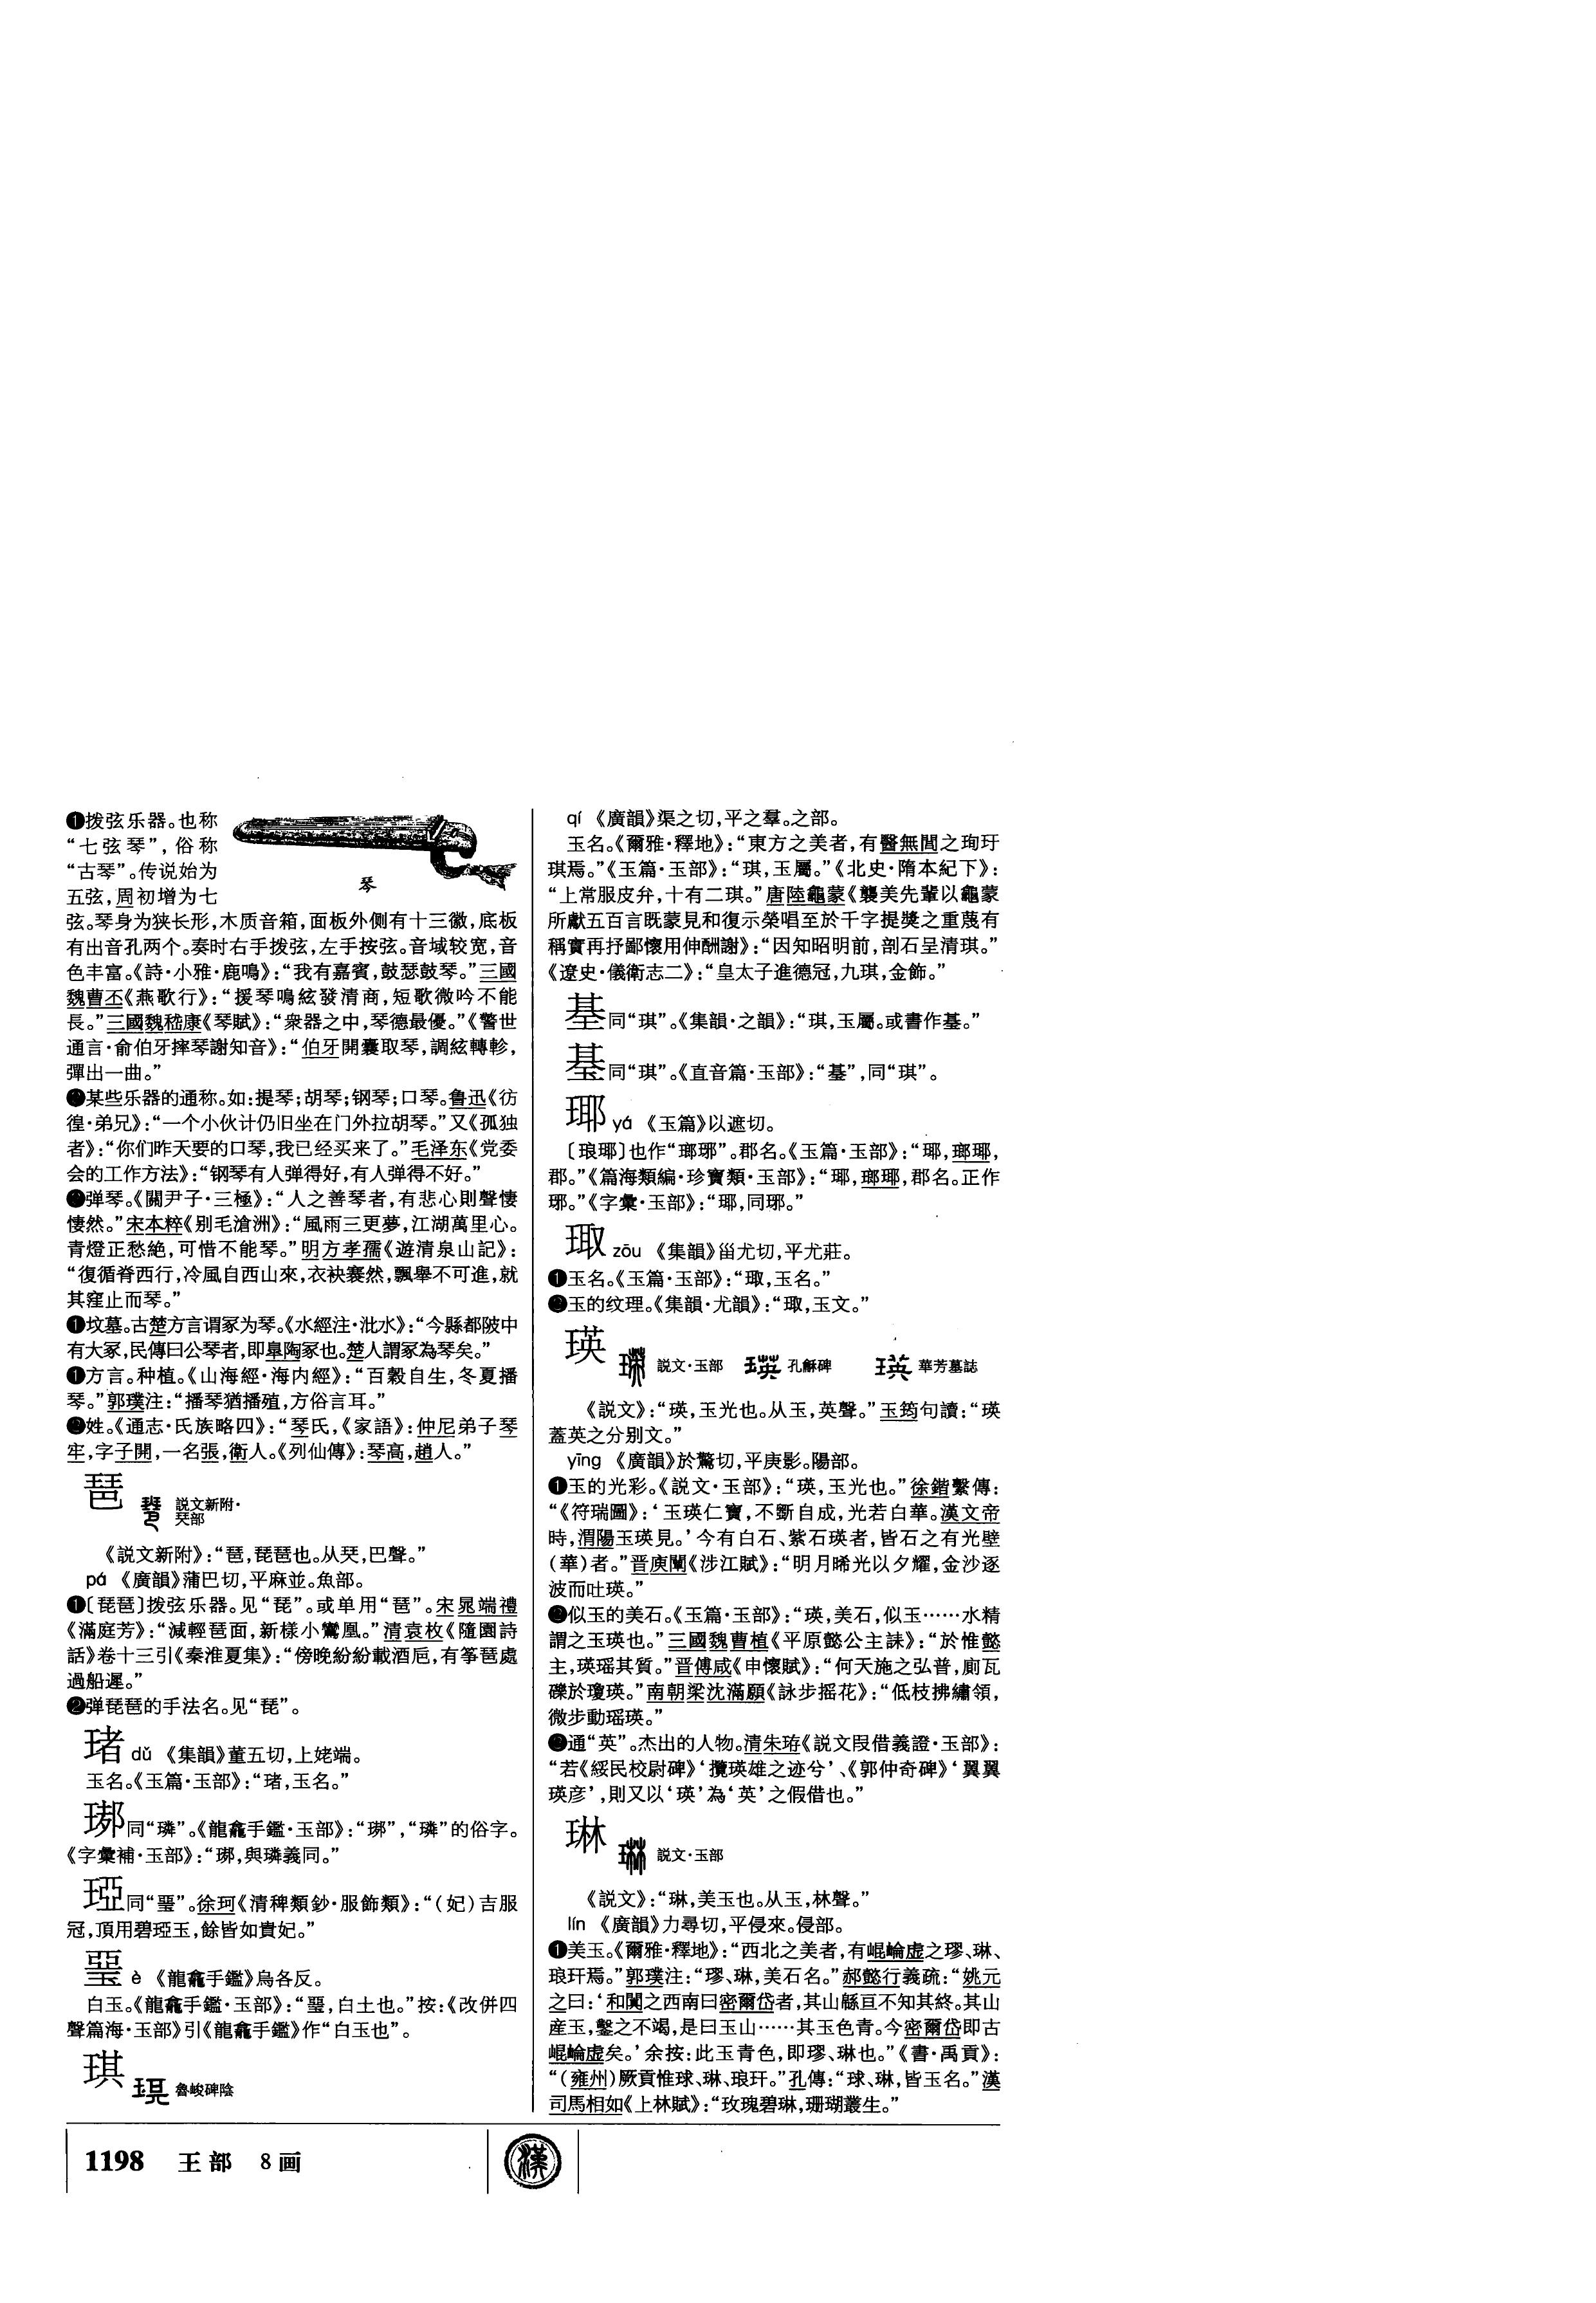 ❶拨弦乐器。也称
“七弦琴”，俗称
“古琴”。传说始为
五弦，周初增为七
琴
弦。琴身为狭长形，木质音箱，面板外侧有十三徽，底板
有出音孔两个。奏时右手拨弦，左手按弦。音域较宽，音
色丰富。《詩·小雅·鹿鳴》：“我有嘉賓，鼓瑟鼓琴。”三國
魏曹丕《燕歌行》：“援琴鳴絃發清商，短歌微吟不能
長。”三國魏嵇康《琴賦》：“衆器之中，琴德最優。”《警世
通言·俞伯牙摔琴謝知音》：“伯牙開囊取琴，調絃轉軫，
彈出一曲。”
❷某些乐器的通称。如：提琴；胡琴；钢琴；口琴。鲁迅《彷
徨·弟兄》：“一个小伙计仍旧坐在门外拉胡琴。”又《孤独
者》：“你们昨天要的口琴，我已经买来了。”毛泽东《党委
会的工作方法》：“钢琴有人弹得好，有人弹得不好。”
❸弹琴。《關尹子·三極》：“人之善琴者，有悲心則聲悽
悽然。”宋本粹《别毛滄洲》：“風雨三更夢，江湖萬里心。
青燈正愁絶，可惜不能琴。”明方孝孺《遊清泉山記》：
“復循脊西行，冷風自西山來，衣袂褰然，飄舉不可進，就
其窪止而琴。”
❶坟墓。古楚方言谓冢为琴。《水經注·沘水》：“今縣都陂中
有大冢，民傳曰公琴者，即臯陶冢也。楚人謂冢為琴矣。”
❶方言。种植。《山海經·海内經》：“百穀自生，冬夏播
琴。”郭璞注：“播琴猶播殖，方俗言耳。”
❷姓。《通志·氏族略四》：“琴氏，《家語》：仲尼弟子琴
牢，字子開，一名張，衛人。《列仙傳》：琴高，趙人。”
琶 説文新附·
珡部
《説文新附》：“琶，琵琶也。从珡，巴聲。”
pá 《廣韻》蒲巴切，平麻並。魚部。
❶〔琵琶〕拨弦乐器。见“琵”。或单用“琶”。宋晁端禮
《滿庭芳》：“減輕琶面，新樣小鸞凰。”清袁枚《隨園詩
話》卷十三引《秦淮夏集》：“傍晚紛紛載酒巵，有筝琶處
過船遲。”
❷弹琵琶的手法名。见“琵”。
琽 dǔ 《集韻》董五切，上姥端。
玉名。《玉篇·玉部》：“琽，玉名。”
同“璘”。《龍龕手鑑·玉部》：“”，“璘”的俗字。
《字彙補·玉部》：“，與璘義同。”
琞同“”。徐珂《清稗類鈔·服飾類》：“（妃）吉服
冠，頂用碧玉，餘皆如貴妃。”
è 《龍龕手鑑》烏各反。
白玉。《龍龕手鑑·玉部》：“，白土也。”按：《改併四
聲篇海·玉部》引《龍龕手鑑》作“白玉也”。
琪 魯峻碑陰
qí 《廣韻》渠之切，平之羣。之部。
玉名。《爾雅·釋地》：“東方之美者，有醫無閭之珣玗
琪焉。”《玉篇·玉部》：“琪，玉屬。”《北史·隋本紀下》：
“上常服皮弁，十有二琪。”唐陸龜蒙《襲美先輩以龜蒙
所獻五百言既蒙見和復示榮唱至於千字提獎之重蔑有
稱實再抒鄙懷用伸酬謝》：“因知昭明前，剖石呈清琪。”
《遼史·儀衛志二》：“皇太子進德冠，九琪，金飾。”
同“琪”。《集韻·之韻》：“琪，玉屬。或書作。”
同“琪”。《直音篇·玉部》：“”，同“琪”。
瑘 yá 《玉篇》以遮切。
〔琅瑘〕也作“瑯琊”。郡名。《玉篇·玉部》：“瑘，瑯瑘，
郡。”《篇海類編·珍寶類·玉部》：“瑘，瑯瑘，郡名。正作
琊。”《字彙·玉部》：“瑘，同琊。”
㻓 zōu 《集韻》甾尤切，平尤莊。
❶玉名。《玉篇·玉部》：“㻓，玉名。”
❷玉的纹理。《集韻·尤韻》：“㻓，玉文。”
瑛 説文·玉部 孔龢碑 華芳墓誌
《説文》：“瑛，玉光也。从玉，英聲。”王筠句讀：“瑛
蓋英之分别文。”
yīng 《廣韻》於驚切，平庚影。陽部。
❶玉的光彩。《説文·玉部》：“瑛，玉光也。”徐鍇繫傳：
“《符瑞圖》：‘玉瑛仁寶，不斲自成，光若白華。漢文帝
時，渭陽玉瑛見。’今有白石、紫石瑛者，皆石之有光壁
（華）者。”晋庾闡《涉江賦》：“明月晞光以夕耀，金沙逐
波而吐瑛。”
❷似玉的美石。《玉篇·玉部》：“瑛，美石，似玉……水精
謂之玉瑛也。”三國魏曹植《平原懿公主誄》：“於惟懿
主，瑛瑶其質。”晋傅咸《申懷賦》：“何天施之弘普，厠瓦
礫於瓊瑛。”南朝梁沈滿願《詠步摇花》：“低枝拂繡領，
微步動瑶瑛。”
❸通“英”。杰出的人物。清朱珔《説文叚借義證·玉部》：
“若《綏民校尉碑》‘攬瑛雄之迹兮’、《郭仲奇碑》‘翼翼
瑛彦’，則又以‘瑛’為‘英’之假借也。”
琳 説文·玉部
《説文》：“琳，美玉也。从玉，林聲。”
lín 《廣韻》力尋切，平侵來。侵部。
❶美玉。《爾雅·釋地》：“西北之美者，有崐崘虚之璆、琳、
琅玕焉。”郭璞注：“璆、琳，美石名。”郝懿行義疏：“姚元
之曰：‘和闐之西南曰密爾岱者，其山緜亘不知其終。其山
産玉，鑿之不竭，是曰玉山……其玉色青。今密爾岱即古
崐崘虚矣。’余按：此玉青色，即璆、琳也。”《書·禹貢》：
“（雍州）厥貢惟球、琳、琅玕。”孔傳：“球、琳，皆玉名。”漢
司馬相如《上林賦》：“玫瑰碧琳，珊瑚叢生。”
1198 王部 8画
漢